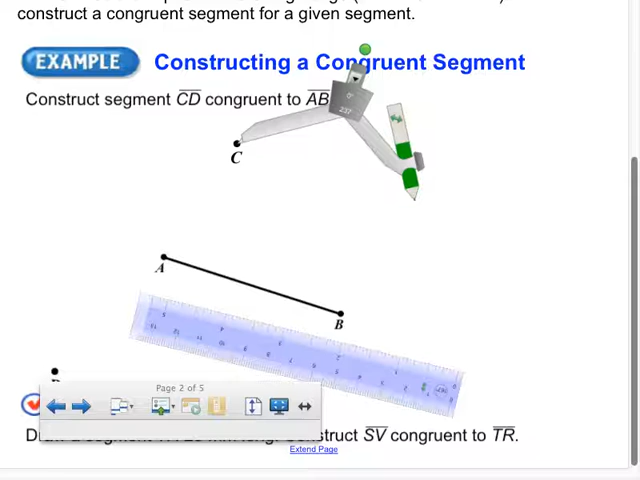 construct a congruent segment for a given segment.
EXAMPLE Constructing a Congruent Segment
Construct segment CD congruent to AB
C
A
B
Page 2 of 5
construct SV congruent to TR.
Extend Page